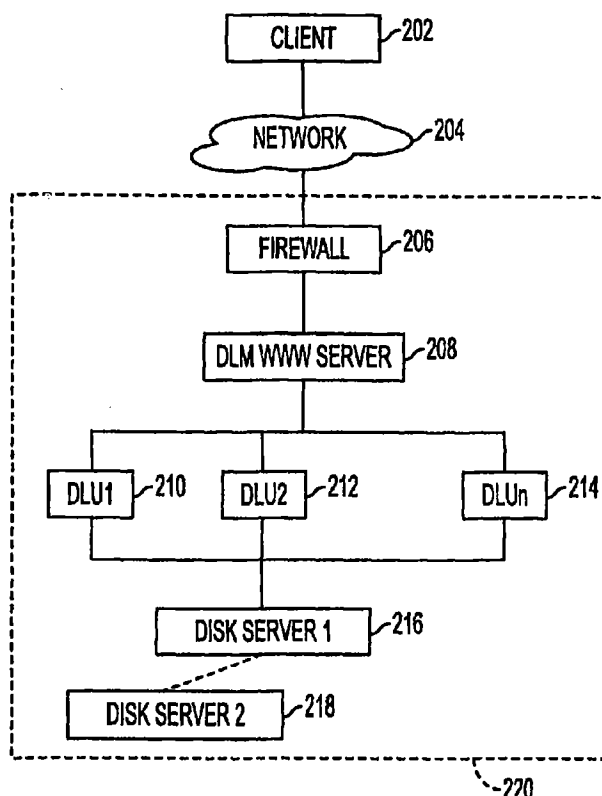 CLIENT 202
NETWORK 204
FIREWALL 206
DLM WWW SERVER 208
DLU1 210 DLU2 212 DLUn 214
DISK SERVER 1 216
DISK SERVER 2 218
220